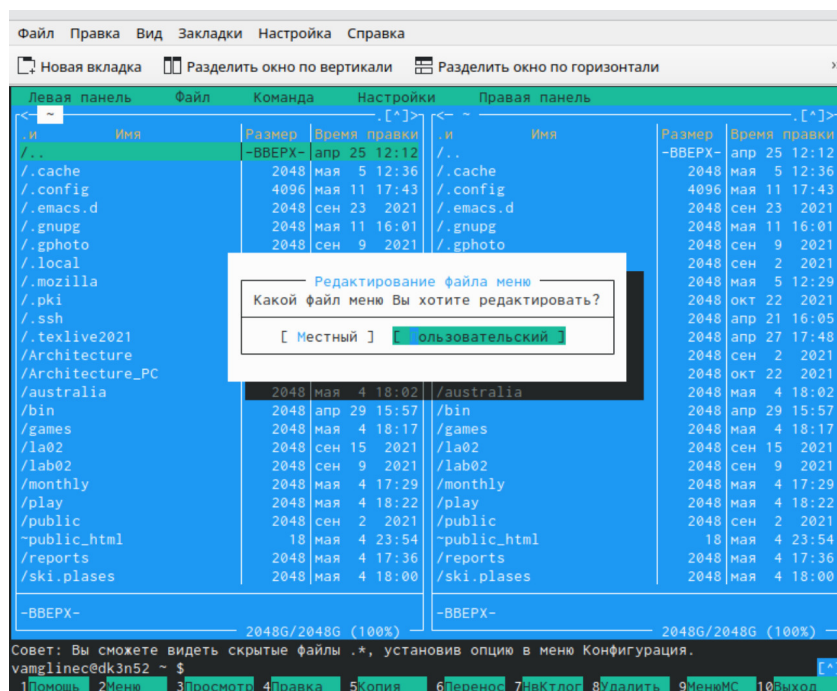 Файл Правка Вид Закладки Настройка Справка
Новая вкладка Разделить окно по вертикали Разделить окно по горизонтали
Левая панель Файл Команда Настройки Правая панель
<— ~ .[^]> <— ~ .[^]>
.и Имя Размер Время правки .и Имя Размер Время правки
/.. -ВВЕРХ- апр 25 12:12 /.. -ВВЕРХ- апр 25 12:12
/.cache 2048 мая 5 12:36 /.cache 2048 мая 5 12:36
/.config 4096 мая 11 17:43 /.config 4096 мая 11 17:43
/.emacs.d 2048 сен 23 2021 /.emacs.d 2048 сен 23 2021
/.gnupg 2048 мая 11 16:01 /.gnupg 2048 мая 11 16:01
/.gphoto 2048 сен 9 2021 /.gphoto 2048 сен 9 2021
/.local 2048 сен 2 2021
/.mozilla Редактирование файла меню 2048 мая 5 12:29
/.pki Какой файл меню Вы хотите редактировать? 2048 окт 22 2021
/.ssh 2048 апр 21 16:05
/.texlive2021 [ Местный ] [ ользовательский ] 2048 апр 27 17:48
/Architecture 2048 сен 2 2021
/Architecture_PC 2048 окт 22 2021
/australia 2048 мая 4 18:02 /australia 2048 мая 4 18:02
/bin 2048 апр 29 15:57 /bin 2048 апр 29 15:57
/games 2048 мая 4 18:17 /games 2048 мая 4 18:17
/la02 2048 сен 15 2021 /la02 2048 сен 15 2021
/lab02 2048 сен 9 2021 /lab02 2048 сен 9 2021
/monthly 2048 мая 4 17:29 /monthly 2048 мая 4 17:29
/play 2048 мая 4 18:22 /play 2048 мая 4 18:22
/public 2048 сен 2 2021 /public 2048 сен 2 2021
~public_html 18 мая 4 23:54 ~public_html 18 мая 4 23:54
/reports 2048 мая 4 17:36 /reports 2048 мая 4 17:36
/ski.plases 2048 мая 4 18:00 /ski.plases 2048 мая 4 18:00
-ВВЕРХ- -ВВЕРХ-
2048G/2048G (100%) 2048G/2048G (100%)
Совет: Вы сможете видеть скрытые файлы .*, установив опцию в меню Конфигурация.
vamglinec@dk3n52 ~ $ [^
1Помощь 2Меню 3Просмотр 4Правка 5Копия 6Перенос 7НвКтлог 8Удалить 9МенюMC 10Выход